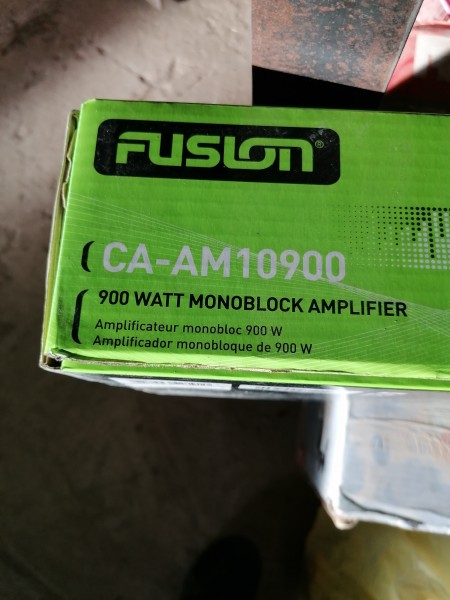 FUSION®
CA-AM10900
900 WATT MONOBLOCK AMPLIFIER
Amplificateur monobloc 900 W
Amplificador monobloque de 900 W